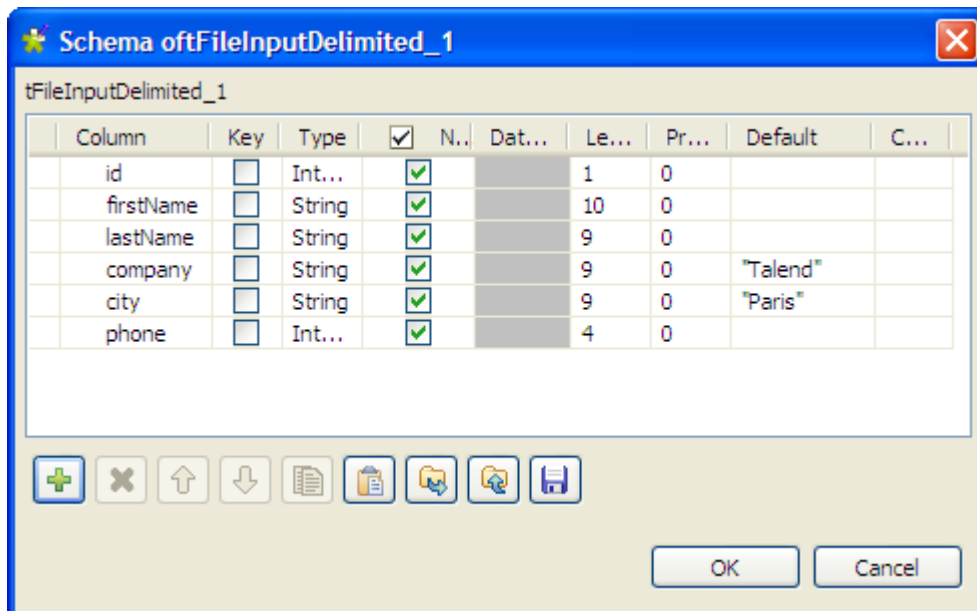 Schema oftFileInputDelimited_1
tFileInputDelimited_1
Column Key Type N.. Dat... Le... Pr... Default C...
id Int... 1 0
firstName String 10 0
lastName String 9 0
company String 9 0 "Talend"
city String 9 0 "Paris"
phone Int... 4 0
OK Cancel